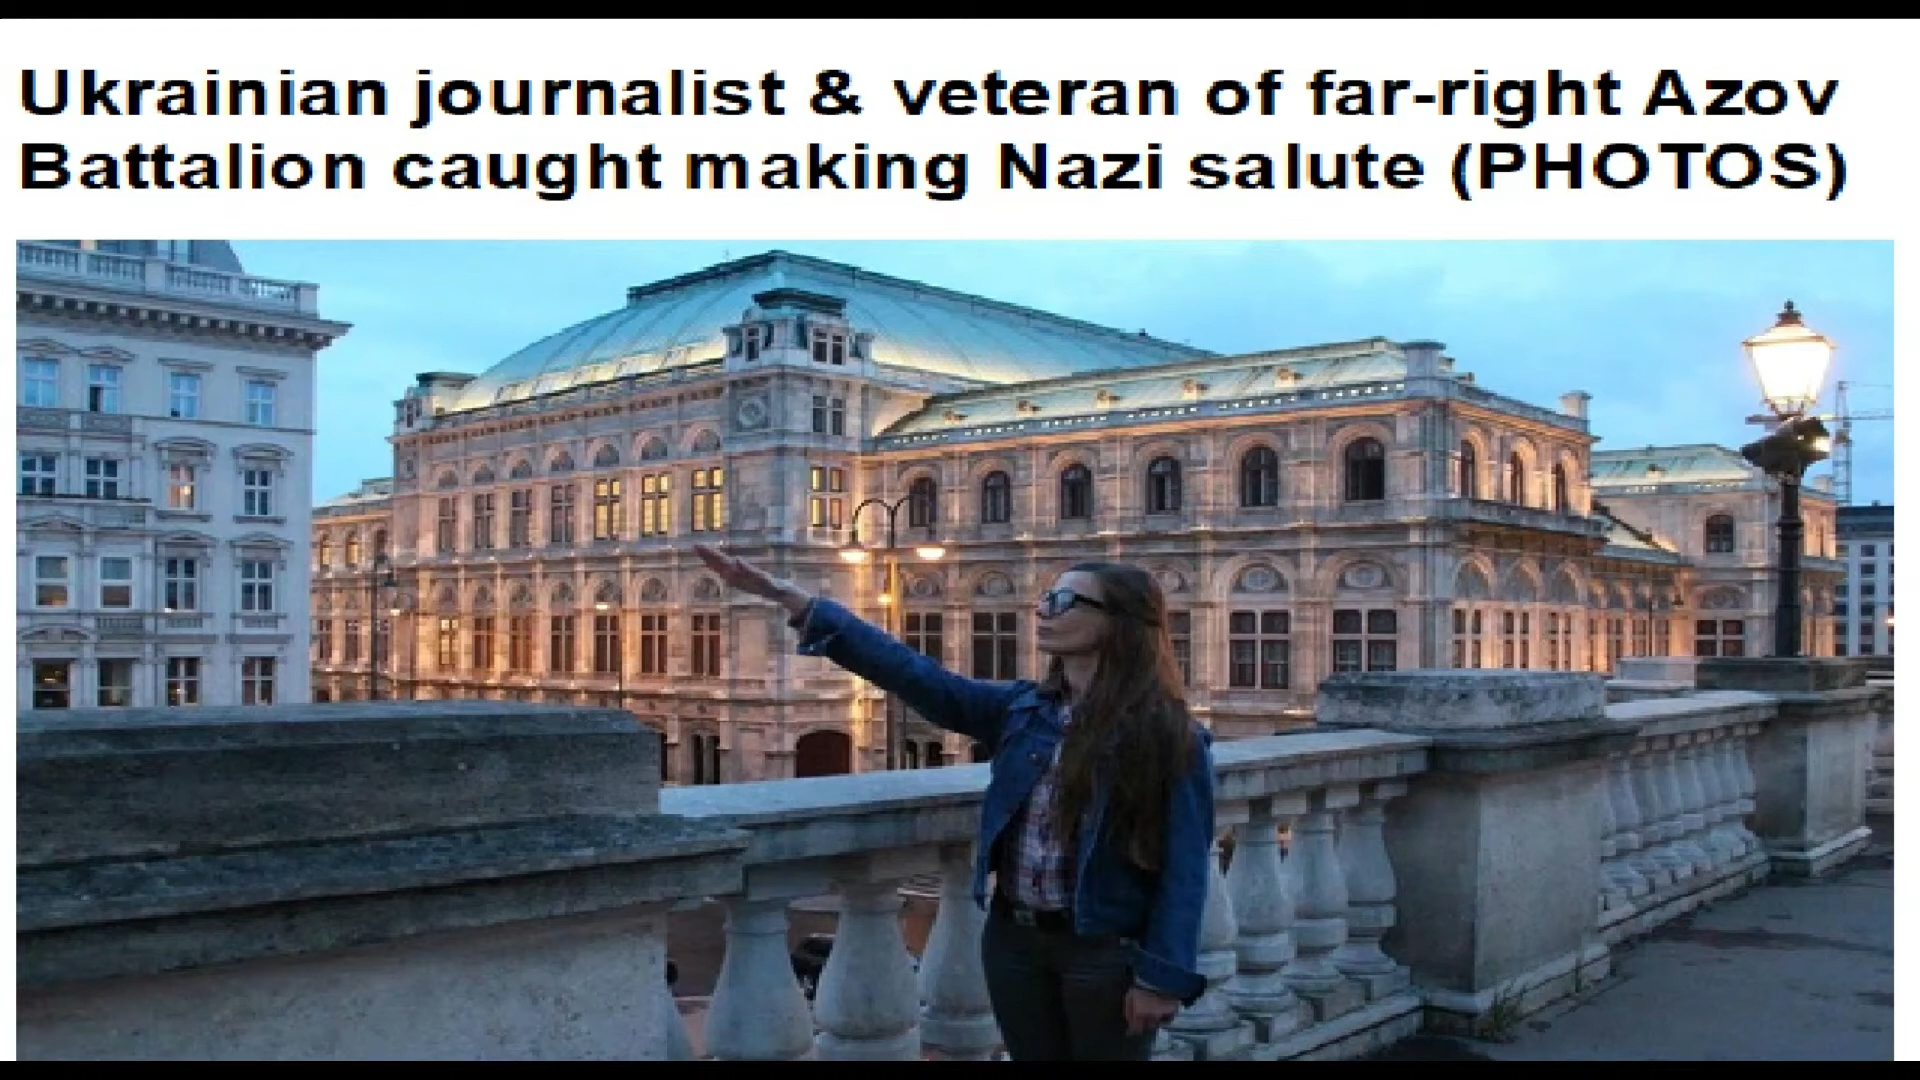 Ukrainian journalist & veteran of far-right Azov
Battalion caught making Nazi salute (PHOTOS)